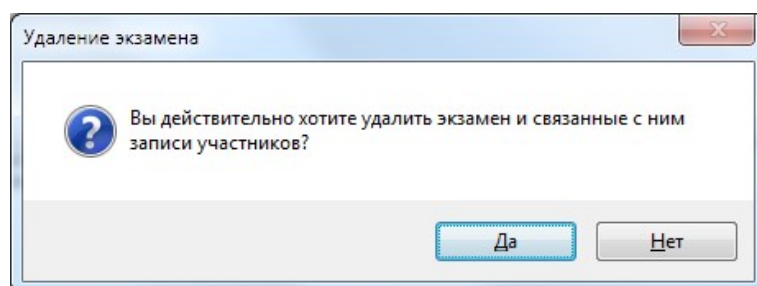 Удаление экзамена
Вы действительно хотите удалить экзамен и связанные с ним
записи участников?
Да
Нет